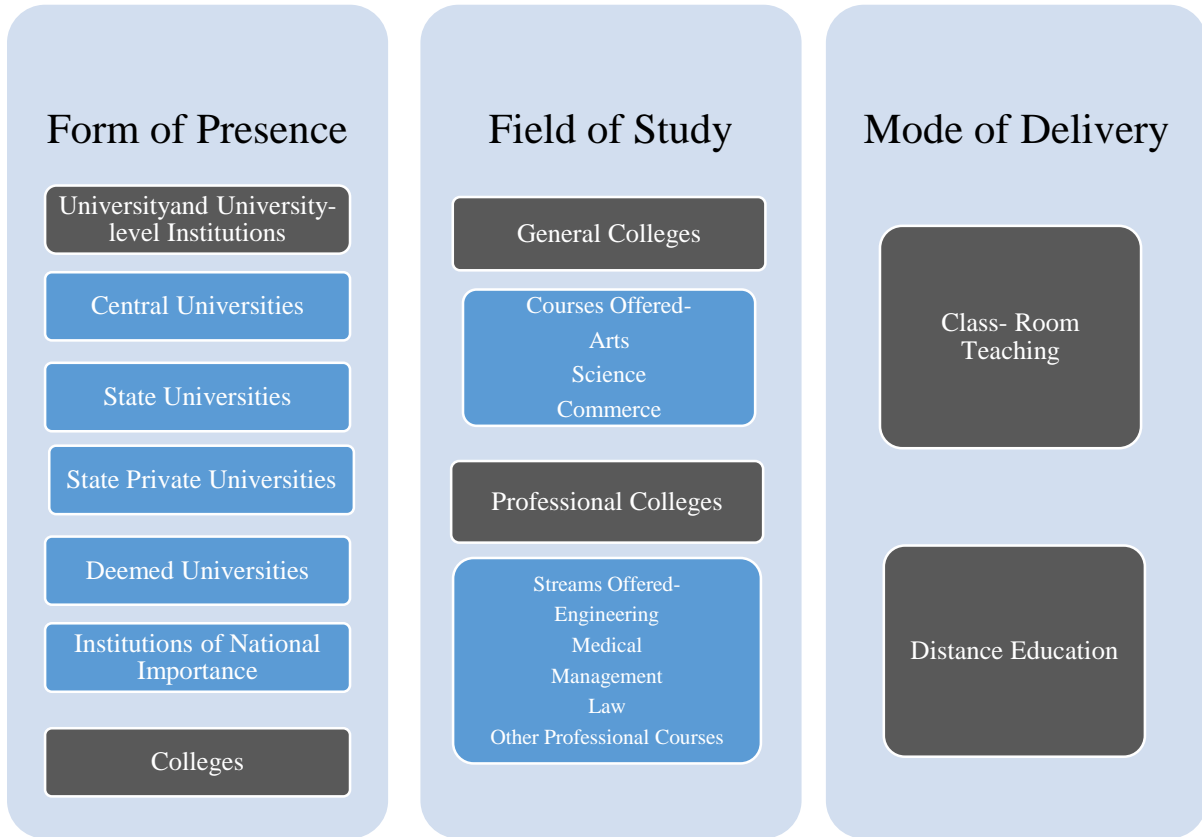 Form of Presence
Universityand University-
level Institutions
Central Universities
State Universities
State Private Universities
Deemed Universities
Institutions of National
Importance
Colleges
Field of Study
General Colleges
Courses Offered-
Arts
Science
Commerce
Professional Colleges
Streams Offered-
Engineering
Medical
Management
Law
Other Professional Courses
Mode of Delivery
Class- Room
Teaching
Distance Education